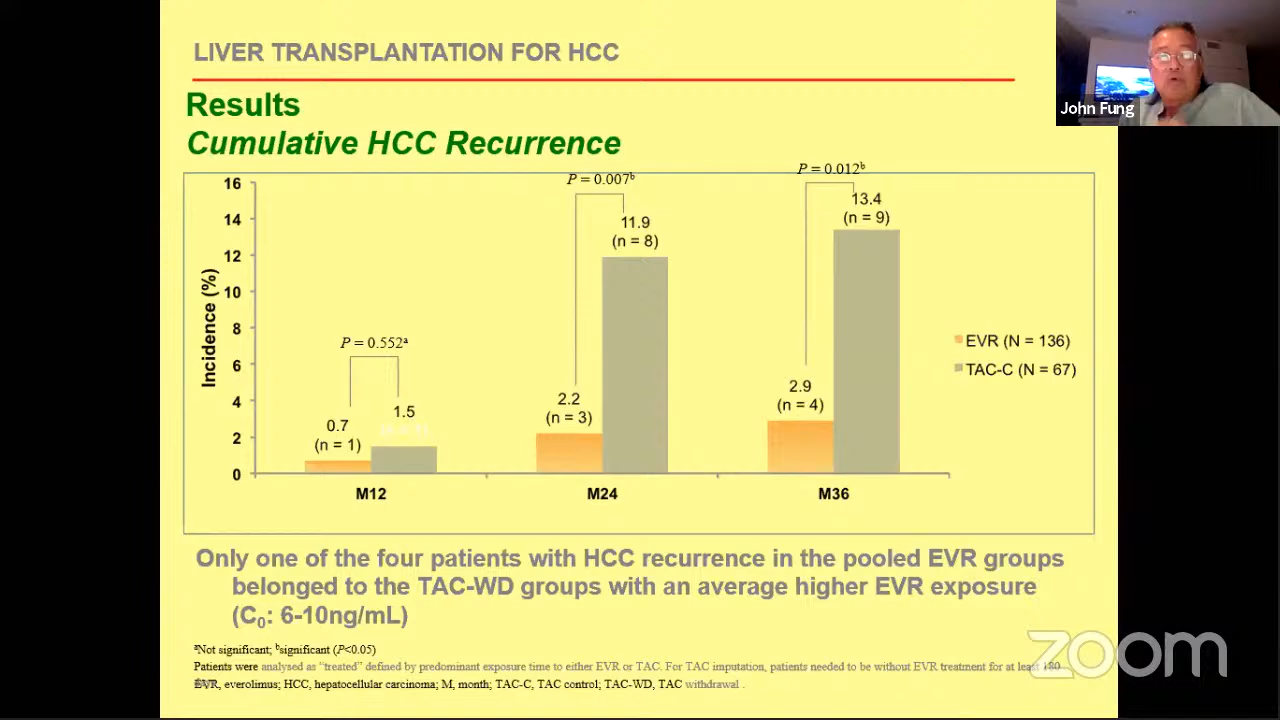 LIVER TRANSPLANTATION FOR HCC
John Fung
Results
Cumulative HCC Recurrence
P = 0.552ᵃ
P = 0.007ᵇ
P = 0.012ᵇ
Incidence (%)
16
14
12
10
8
6
4
2
0
0.7
(n = 1)
1.5
2.2
(n = 3)
11.9
(n = 8)
2.9
(n = 4)
13.4
(n = 9)
M12
M24
M36
EVR (N = 136)
TAC-C (N = 67)
Only one of the four patients with HCC recurrence in the pooled EVR groups
belonged to the TAC-WD groups with an average higher EVR exposure
(C₀: 6-10ng/mL)
ᵃNot significant; ᵇsignificant (P<0.05)
Patients were analysed as “treated” defined by predominant exposure time to either EVR or TAC. For TAC imputation, patients needed to be without EVR treatment for at least 180
EVR, everolimus; HCC, hepatocellular carcinoma; M, month; TAC-C, TAC control; TAC-WD, TAC withdrawal .
zoom